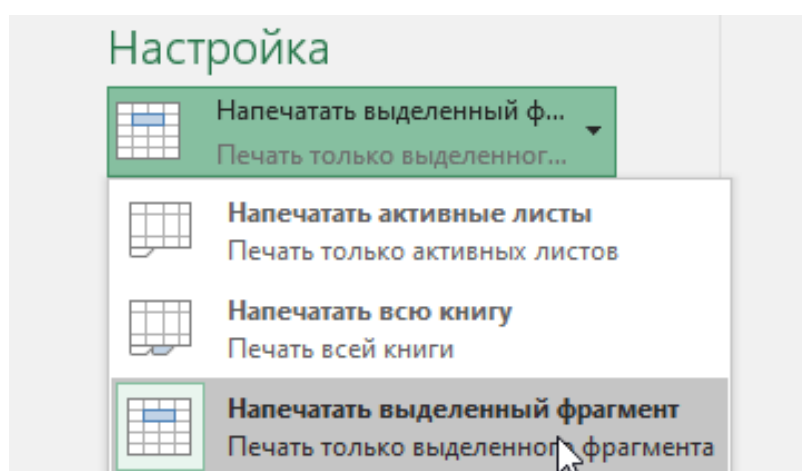 Настройка
Напечатать выделенный ф...
Печать только выделенног...
Напечатать активные листы
Печать только активных листов
Напечатать всю книгу
Печать всей книги
Напечатать выделенный фрагмент
Печать только выделенного фрагмента